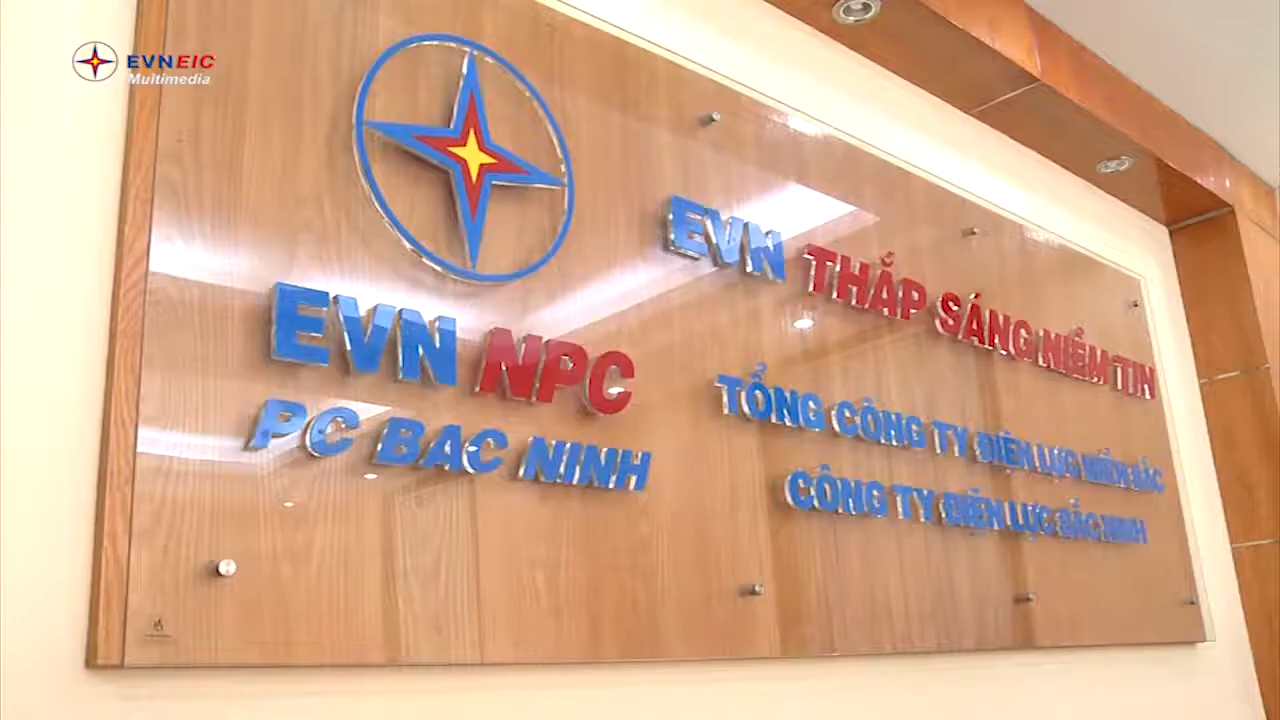 EVNEIC
Multimedia
EVN NPC
PC BAC NINH
EVN THẮP SÁNG NIỀM TIN
TỔNG CÔNG TY ĐIỆN LỰC MIỀN BẮC
CÔNG TY ĐIỆN LỰC BẮC NINH